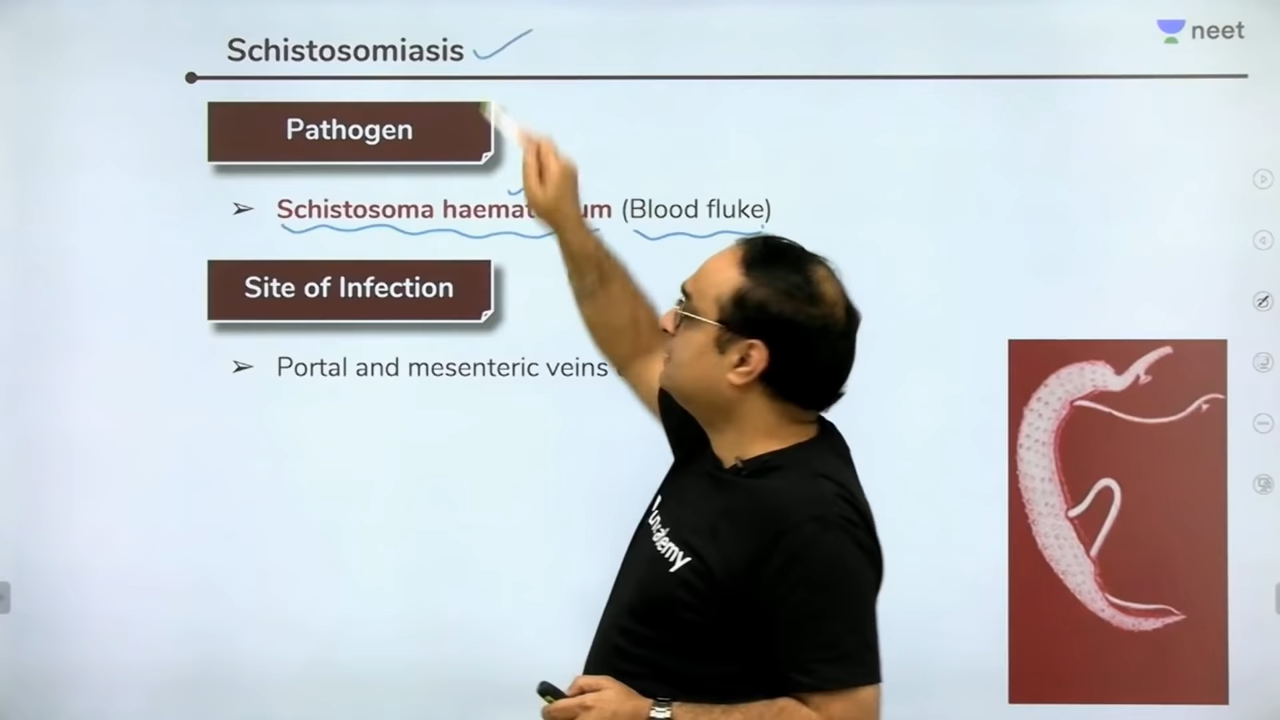 Schistosomiasis
neet
Pathogen
➢ Schistosoma (Blood fluke)
Site of Infection
➢ Portal and mesenteric veins